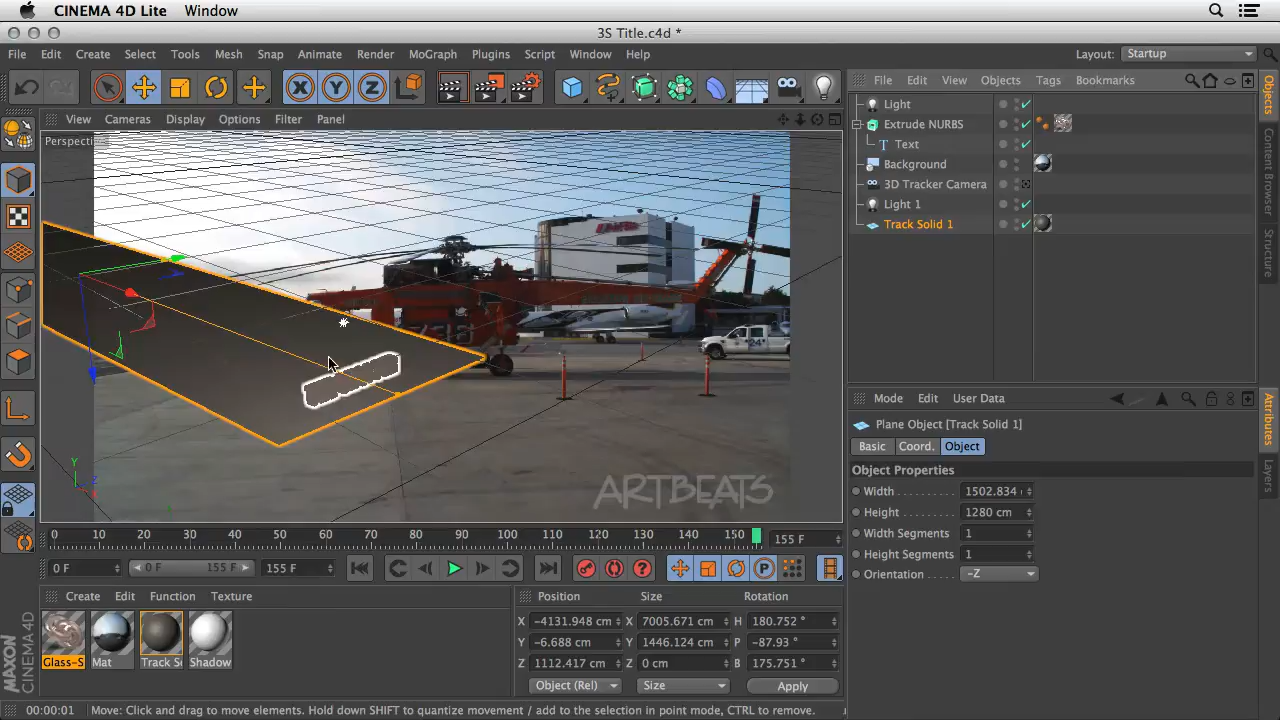 CINEMA 4D Lite Window
3S Title.c4d *
File Edit Create Select Tools Mesh Snap Animate Render MoGraph Plugins Script Window Help
Layout: Startup
File Edit View Objects Tags Bookmarks
View Cameras Display Options Filter Panel
Perspecti
Light
Extrude NURBS
Text
Background
3D Tracker Camera
Light 1
Track Solid 1
Objects
Content Browser
Structure
24
ARTBEATS
Mode Edit User Data
Plane Object [Track Solid 1]
Basic Coord. Object
Object Properties
Width 1502.834
Height 1280 cm
Width Segments 1
Height Segments 1
Orientation -Z
Attributes
Layers
0 10 20 30 40 50 60 70 80 90 100 110 120 130 140 150 155 F
0 F 0 F 155 F 155 F
P
Create Edit Function Texture
Glass-S Mat Track So Shadow
MAXON CINEMA 4D
Position Size Rotation
X -4131.948 cm X 7005.671 cm H 180.752 °
Y -6.688 cm Y 1446.124 cm P -87.93 °
Z 1112.417 cm Z 0 cm B 175.751 °
Object (Rel) Size Apply
00:00:01 Move: Click and drag to move elements. Hold down SHIFT to quantize movement / add to the selection in point mode, CTRL to remove.